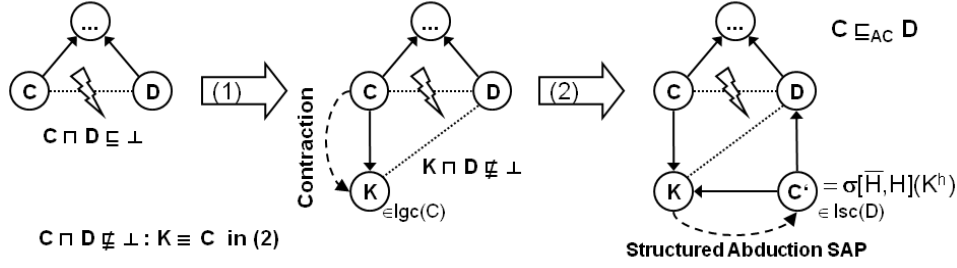 ...
...
...
C ⊑AC D
C
D
(1)
C
D
(2)
C
D
C ⊓ D ⊑ ⊥
Contraction
K ⊓ D ⋢ ⊥
K
∈lgc(C)
K
C‘ = σ[H̅,H](Kʰ)
∈ lsc(D)
C ⊓ D ⋢ ⊥ : K ≡ C in (2)
Structured Abduction SAP